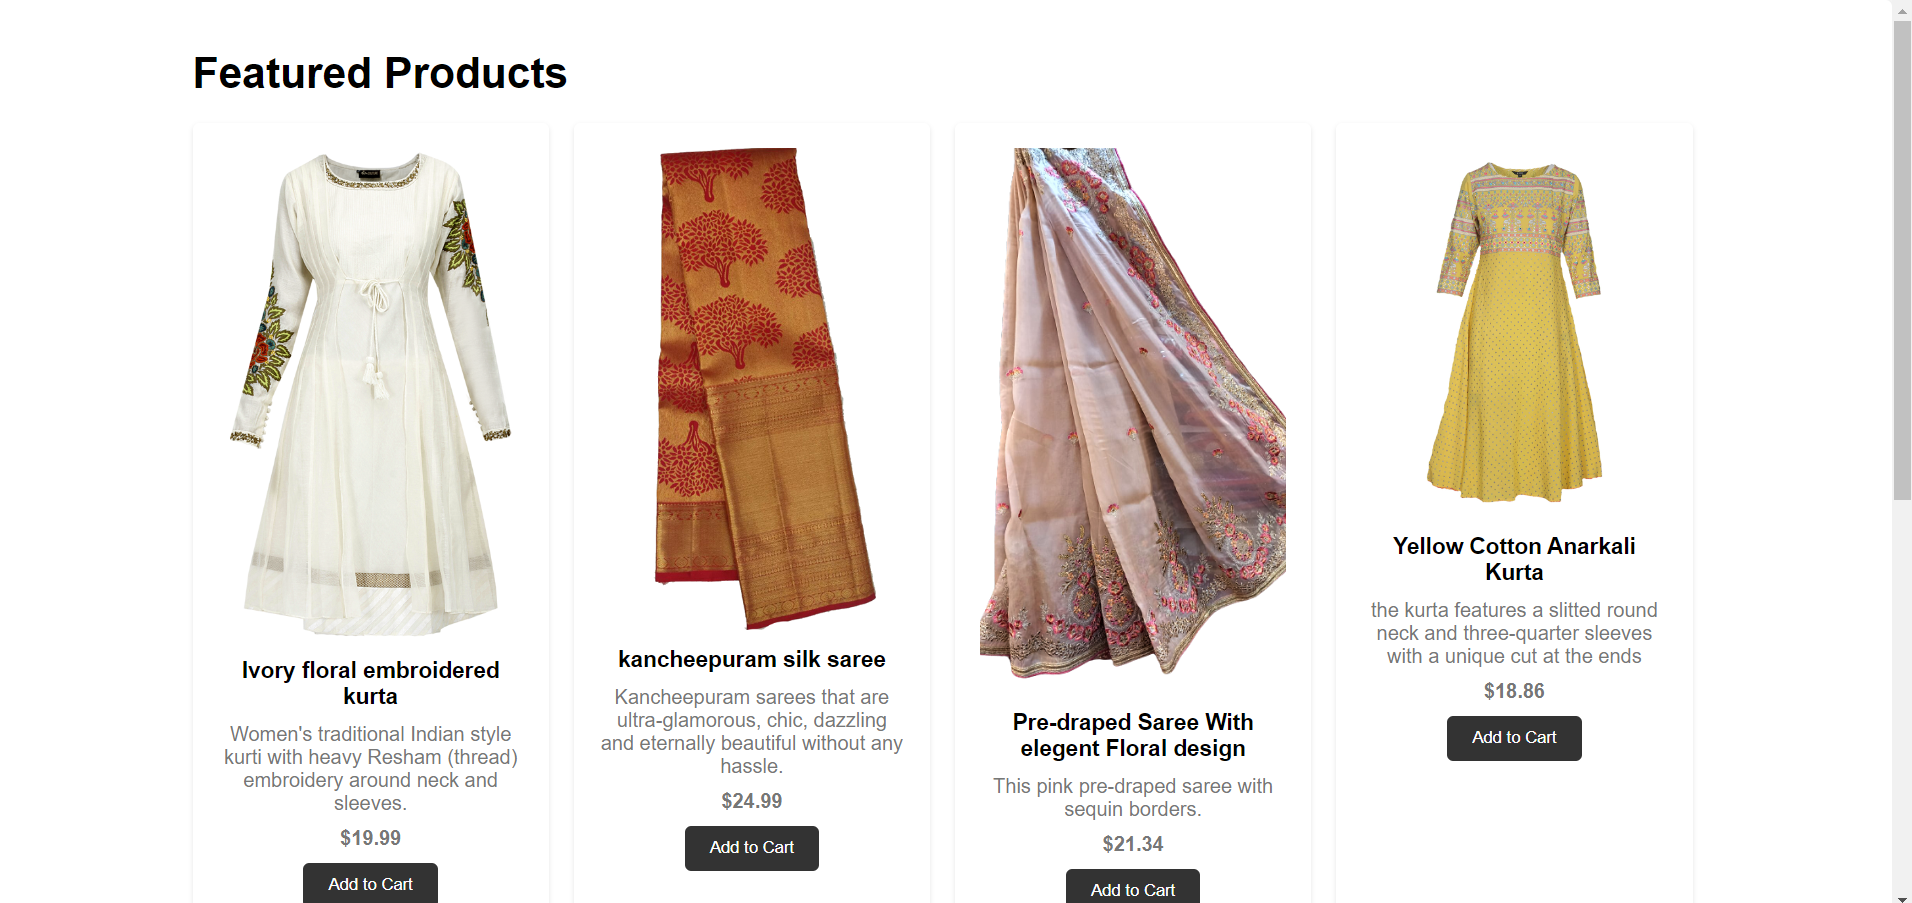 Featured Products
Ivory floral embroidered
kurta
Women's traditional Indian style
kurti with heavy Resham (thread)
embroidery around neck and
sleeves.
$19.99
Add to Cart
kancheepuram silk saree
Kancheepuram sarees that are
ultra-glamorous, chic, dazzling
and eternally beautiful without any
hassle.
$24.99
Add to Cart
Pre-draped Saree With
elegent Floral design
This pink pre-draped saree with
sequin borders.
$21.34
Add to Cart
Yellow Cotton Anarkali
Kurta
the kurta features a slitted round
neck and three-quarter sleeves
with a unique cut at the ends
$18.86
Add to Cart